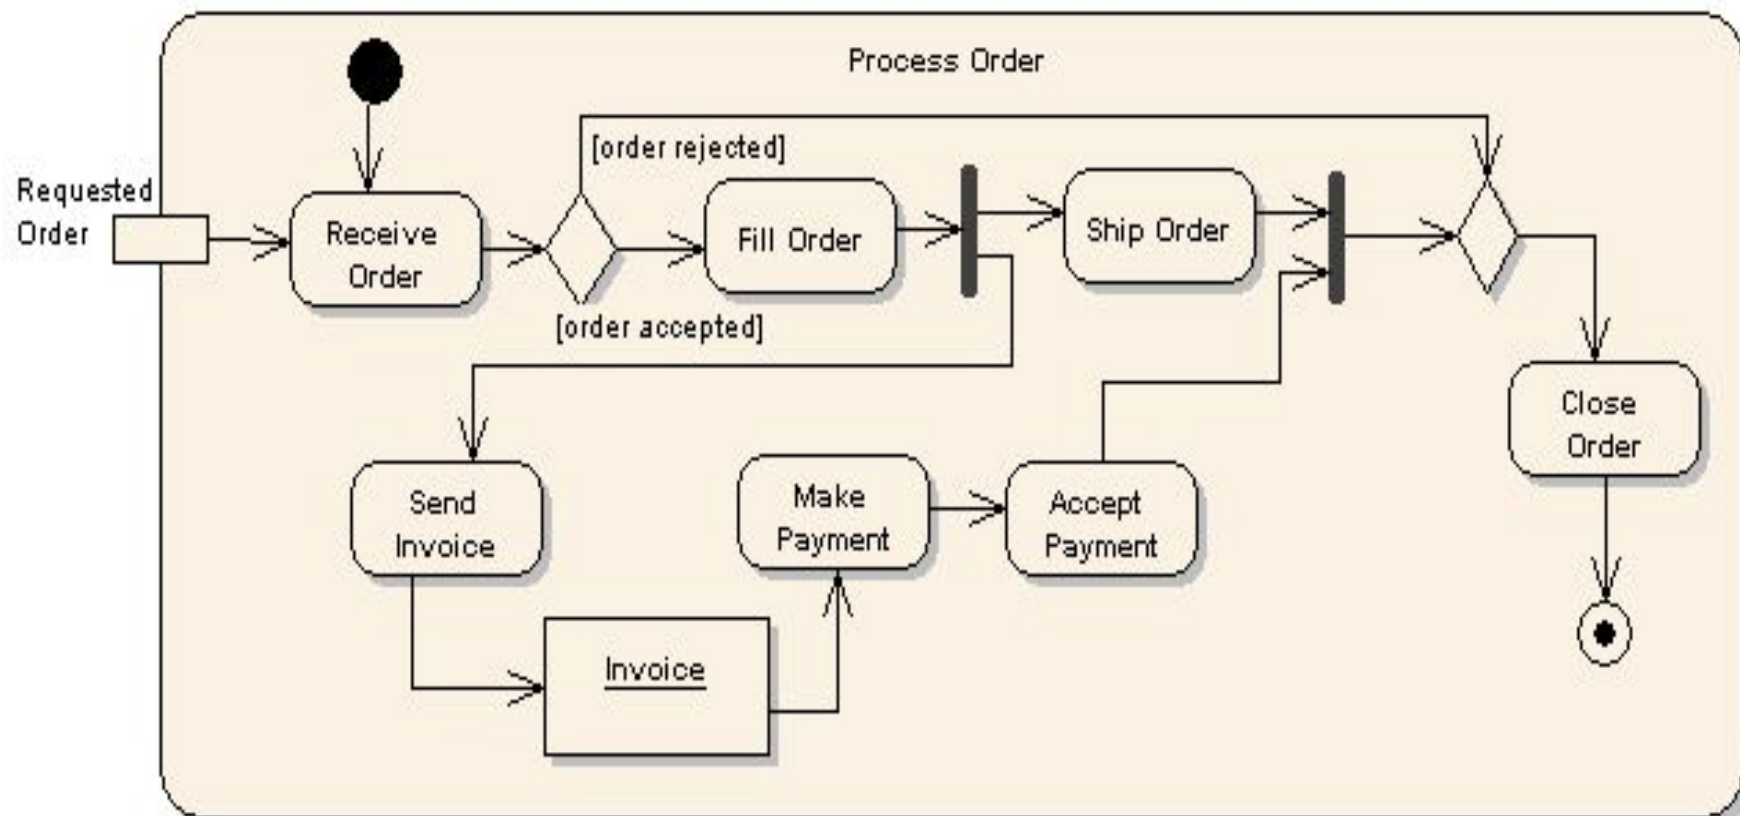 Process Order
[order rejected]
Requested
Order
Receive
Order
Fill Order
Ship Order
[order accepted]
Close
Order
Send
Invoice
Make
Payment
Accept
Payment
Invoice